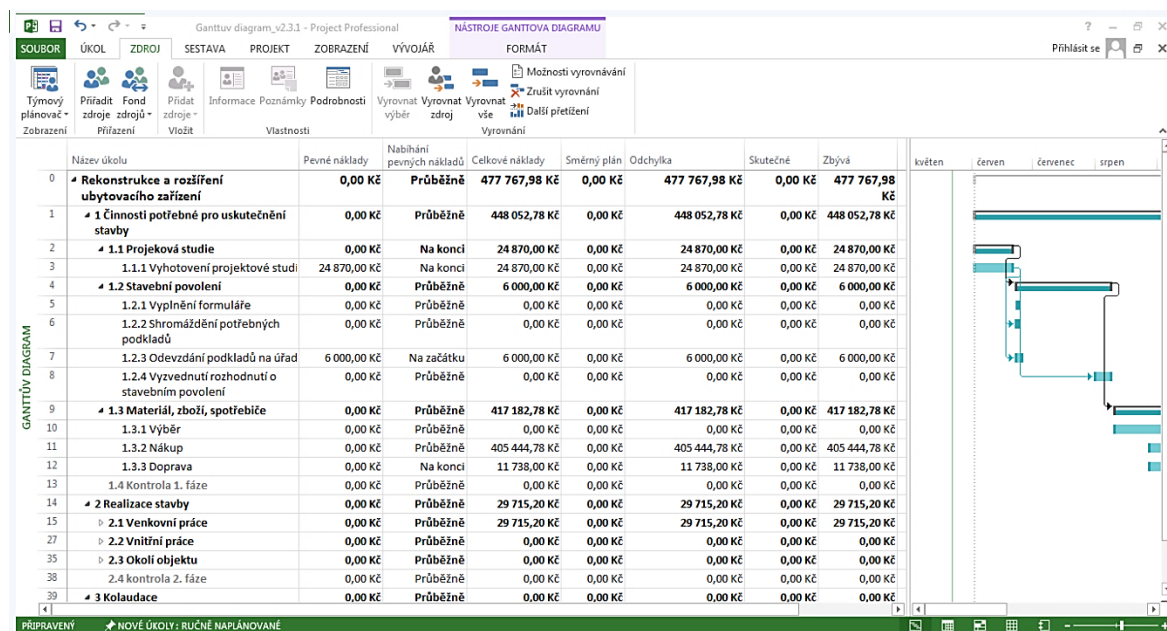 Ganttuv diagram_v2.3.1 - Project Professional
NÁSTROJE GANTTOVA DIAGRAMU
SOUBOR ÚKOL ZDROJ SESTAVA PROJEKT ZOBRAZENÍ VÝVOJÁŘ FORMÁT Přihlásit se
Možnosti vyrovnávání
Zrušit vyrovnání
Další přetížení
Týmový Přiřadit Fond Přidat Informace Poznámky Podrobnosti Vyrovnat Vyrovnat Vyrovnat
plánovač zdroje zdrojů zdroje výběr zdroj vše
Zobrazení Přiřazení Vložit Vlastnosti Vyrovnání
Nabíhání
Název úkolu Pevné náklady pevných nákladů Celkové náklady Směrný plán Odchylka Skutečné Zbývá květen červen červenec srpen
0 Rekonstrukce a rozšíření 0,00 Kč Průběžně 477 767,98 Kč 0,00 Kč 477 767,98 Kč 0,00 Kč 477 767,98
ubytovacího zařízení Kč
1 1 Činnosti potřebné pro uskutečnění 0,00 Kč Průběžně 448 052,78 Kč 0,00 Kč 448 052,78 Kč 0,00 Kč 448 052,78 Kč
stavby
2 1.1 Projeková studie 0,00 Kč Na konci 24 870,00 Kč 0,00 Kč 24 870,00 Kč 0,00 Kč 24 870,00 Kč
3 1.1.1 Vyhotovení projektové studi 24 870,00 Kč Na konci 24 870,00 Kč 0,00 Kč 24 870,00 Kč 0,00 Kč 24 870,00 Kč
4 1.2 Stavební povolení 0,00 Kč Průběžně 6 000,00 Kč 0,00 Kč 6 000,00 Kč 0,00 Kč 6 000,00 Kč
5 1.2.1 Vyplnění formuláře 0,00 Kč Průběžně 0,00 Kč 0,00 Kč 0,00 Kč 0,00 Kč 0,00 Kč
6 1.2.2 Shromáždění potřebných 0,00 Kč Průběžně 0,00 Kč 0,00 Kč 0,00 Kč 0,00 Kč 0,00 Kč
podkladů
7 1.2.3 Odevzdání podkladů na úřad 6 000,00 Kč Na začátku 6 000,00 Kč 0,00 Kč 6 000,00 Kč 0,00 Kč 6 000,00 Kč
8 1.2.4 Vyzvednutí rozhodnutí o 0,00 Kč Průběžně 0,00 Kč 0,00 Kč 0,00 Kč 0,00 Kč 0,00 Kč
stavebním povolení
9 1.3 Materiál, zboží, spotřebiče 0,00 Kč Průběžně 417 182,78 Kč 0,00 Kč 417 182,78 Kč 0,00 Kč 417 182,78 Kč
10 1.3.1 Výběr 0,00 Kč Průběžně 0,00 Kč 0,00 Kč 0,00 Kč 0,00 Kč 0,00 Kč
11 1.3.2 Nákup 0,00 Kč Průběžně 405 444,78 Kč 0,00 Kč 405 444,78 Kč 0,00 Kč 405 444,78 Kč
12 1.3.3 Doprava 0,00 Kč Na konci 11 738,00 Kč 0,00 Kč 11 738,00 Kč 0,00 Kč 11 738,00 Kč
13 1.4 Kontrola 1. fáze 0,00 Kč Průběžně 0,00 Kč 0,00 Kč 0,00 Kč 0,00 Kč 0,00 Kč
14 2 Realizace stavby 0,00 Kč Průběžně 29 715,20 Kč 0,00 Kč 29 715,20 Kč 0,00 Kč 29 715,20 Kč
15 2.1 Venkovní práce 0,00 Kč Průběžně 29 715,20 Kč 0,00 Kč 29 715,20 Kč 0,00 Kč 29 715,20 Kč
27 2.2 Vnitřní práce 0,00 Kč Průběžně 0,00 Kč 0,00 Kč 0,00 Kč 0,00 Kč 0,00 Kč
35 2.3 Okolí objektu 0,00 Kč Průběžně 0,00 Kč 0,00 Kč 0,00 Kč 0,00 Kč 0,00 Kč
38 2.4 kontrola 2. fáze 0,00 Kč Průběžně 0,00 Kč 0,00 Kč 0,00 Kč 0,00 Kč 0,00 Kč
39 3 Kolaudace 0,00 Kč Průběžně 0,00 Kč 0,00 Kč 0,00 Kč 0,00 Kč 0,00 Kč
GANTTŮV DIAGRAM
PŘIPRAVENÝ NOVÉ ÚKOLY : RUČNĚ NAPLÁNOVANÉ